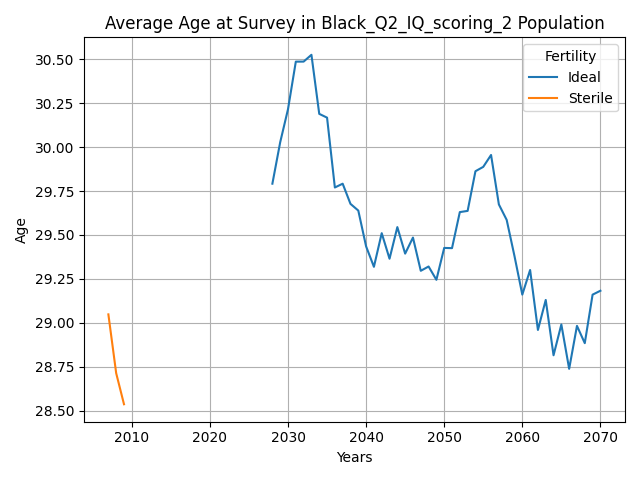 Average Age at Survey in Black_Q2_IQ_scoring_2 Population
Fertility
Ideal
Sterile
30.50
30.25
30.00
29.75
29.50
29.25
29.00
28.75
28.50
Age
2010
2020
2030
2040
2050
2060
2070
Years